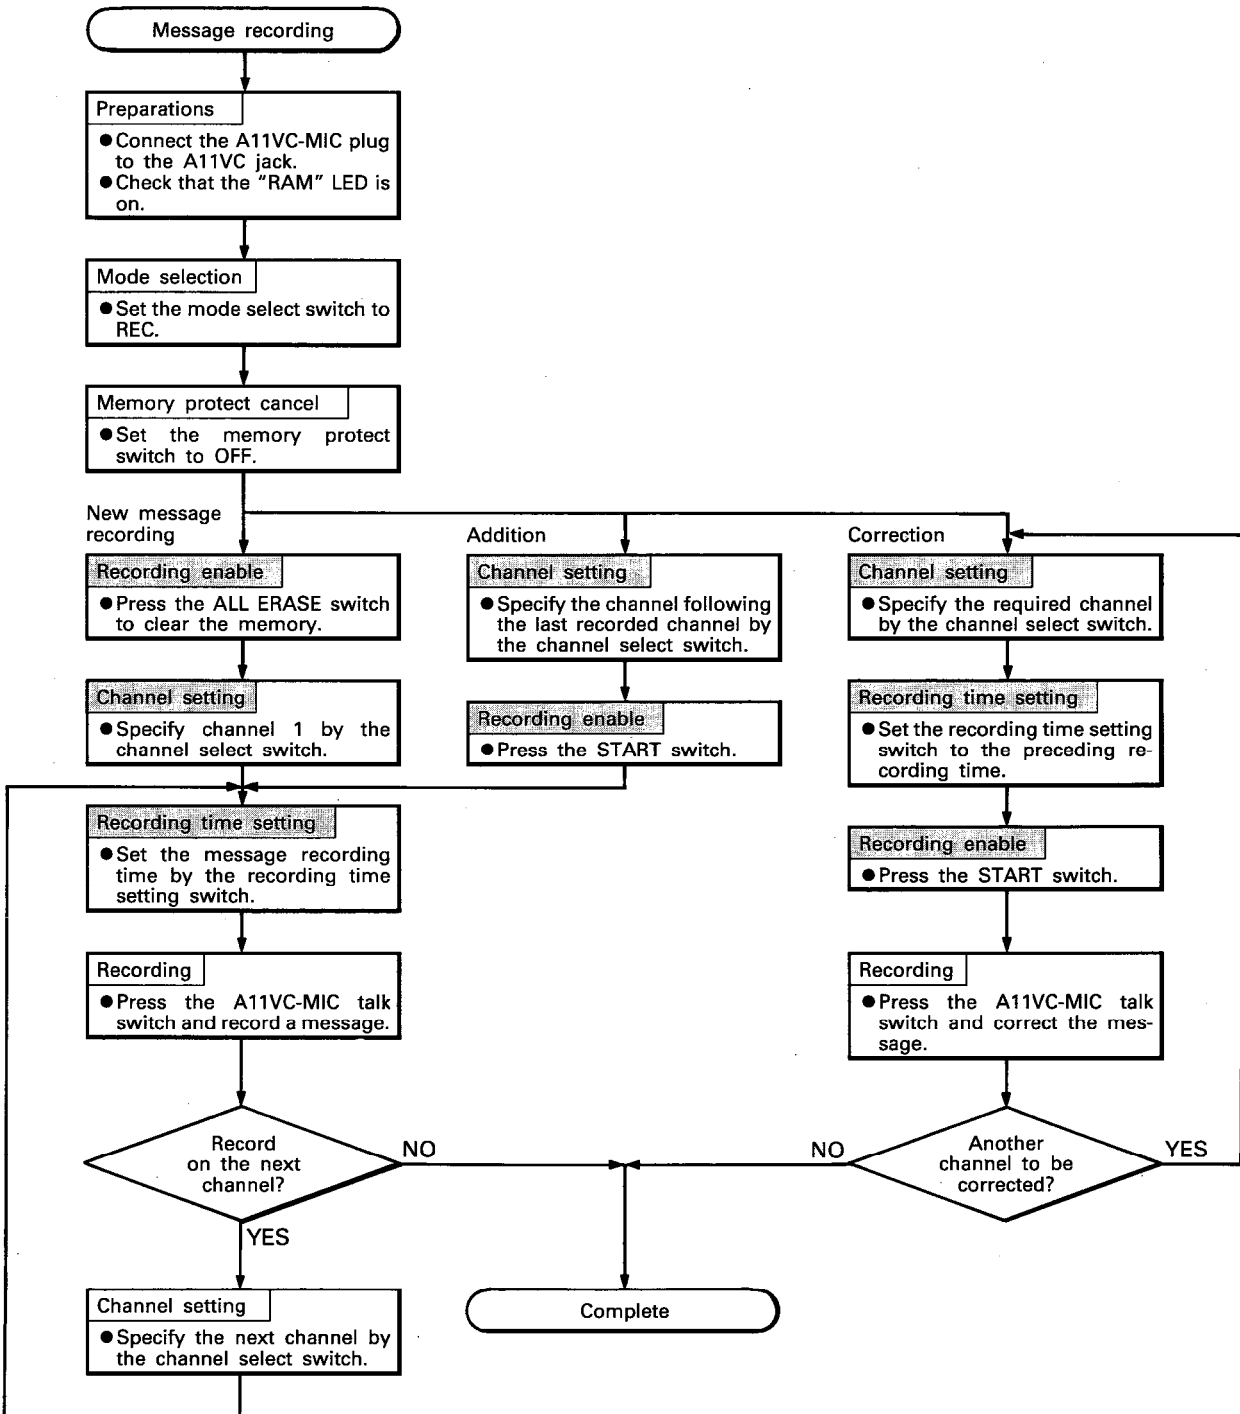 Message recording
Preparations
●Connect the A11VC-MIC plug
to the A11VC jack.
●Check that the "RAM" LED is
on.
Mode selection
●Set the mode select switch to
REC.
Memory protect cancel
●Set the memory protect
switch to OFF.
New message
recording
Recording enable
●Press the ALL ERASE switch
to clear the memory.
Channel setting
●Specify channel 1 by the
channel select switch.
Addition
Channel setting
●Specify the channel following
the last recorded channel by
the channel select switch.
Recording enable
●Press the START switch.
Correction
Channel setting
●Specify the required channel
by the channel select switch.
Recording time setting
●Set the recording time setting
switch to the preceding re-
cording time.
Recording enable
●Press the START switch.
Recording
●Press the A11VC-MIC talk
switch and correct the mes-
sage.
Another
channel to be
corrected?
NO
YES
Recording time setting
●Set the message recording
time by the recording time
setting switch.
Recording
●Press the A11VC-MIC talk
switch and record a message.
Record
on the next
channel?
NO
YES
Channel setting
●Specify the next channel by
the channel select switch.
Complete